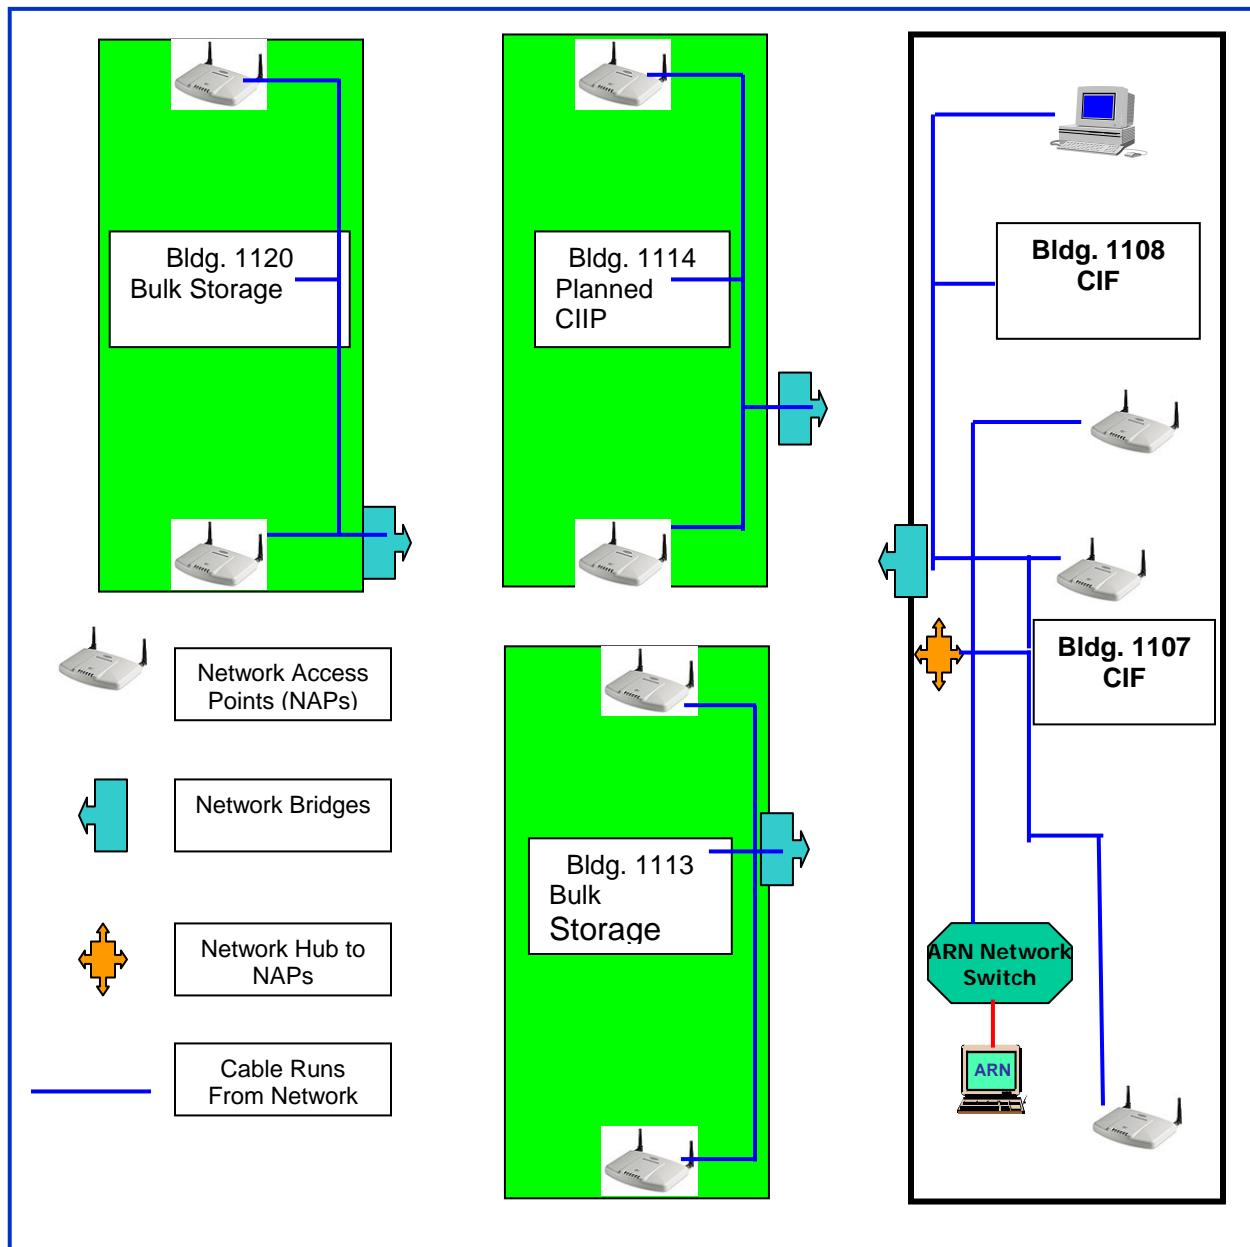 Bldg. 1120
Bulk Storage
Bldg. 1114
Planned
CIIP
Bldg. 1108
CIF
Bldg. 1107
CIF
Network Access
Points (NAPs)
Network Bridges
Network Hub to
NAPs
Cable Runs
From Network
Bldg. 1113
Bulk
Storage
ARN Network
Switch
ARN